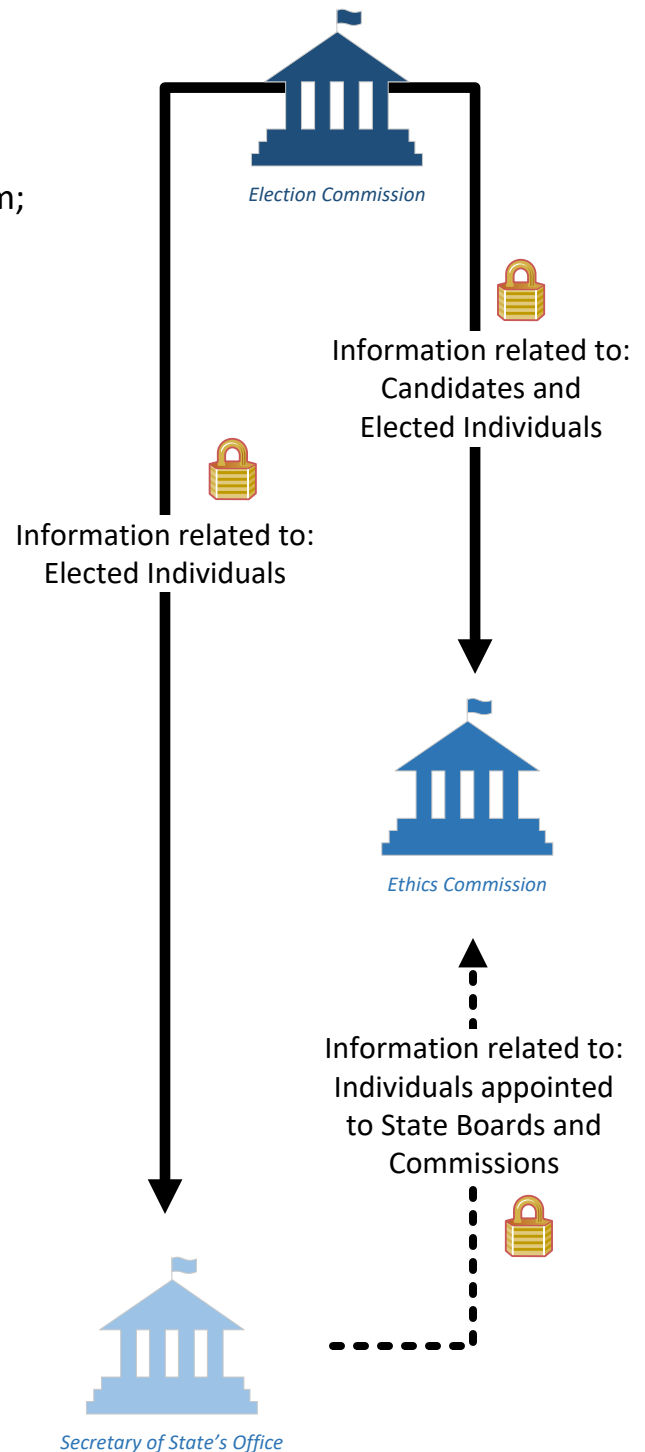 Election Commission
m;
Information related to:
Candidates and
Elected Individuals
Information related to:
Elected Individuals
Ethics Commission
Information related to:
Individuals appointed
to State Boards and
Commissions
Secretary of State’s Office